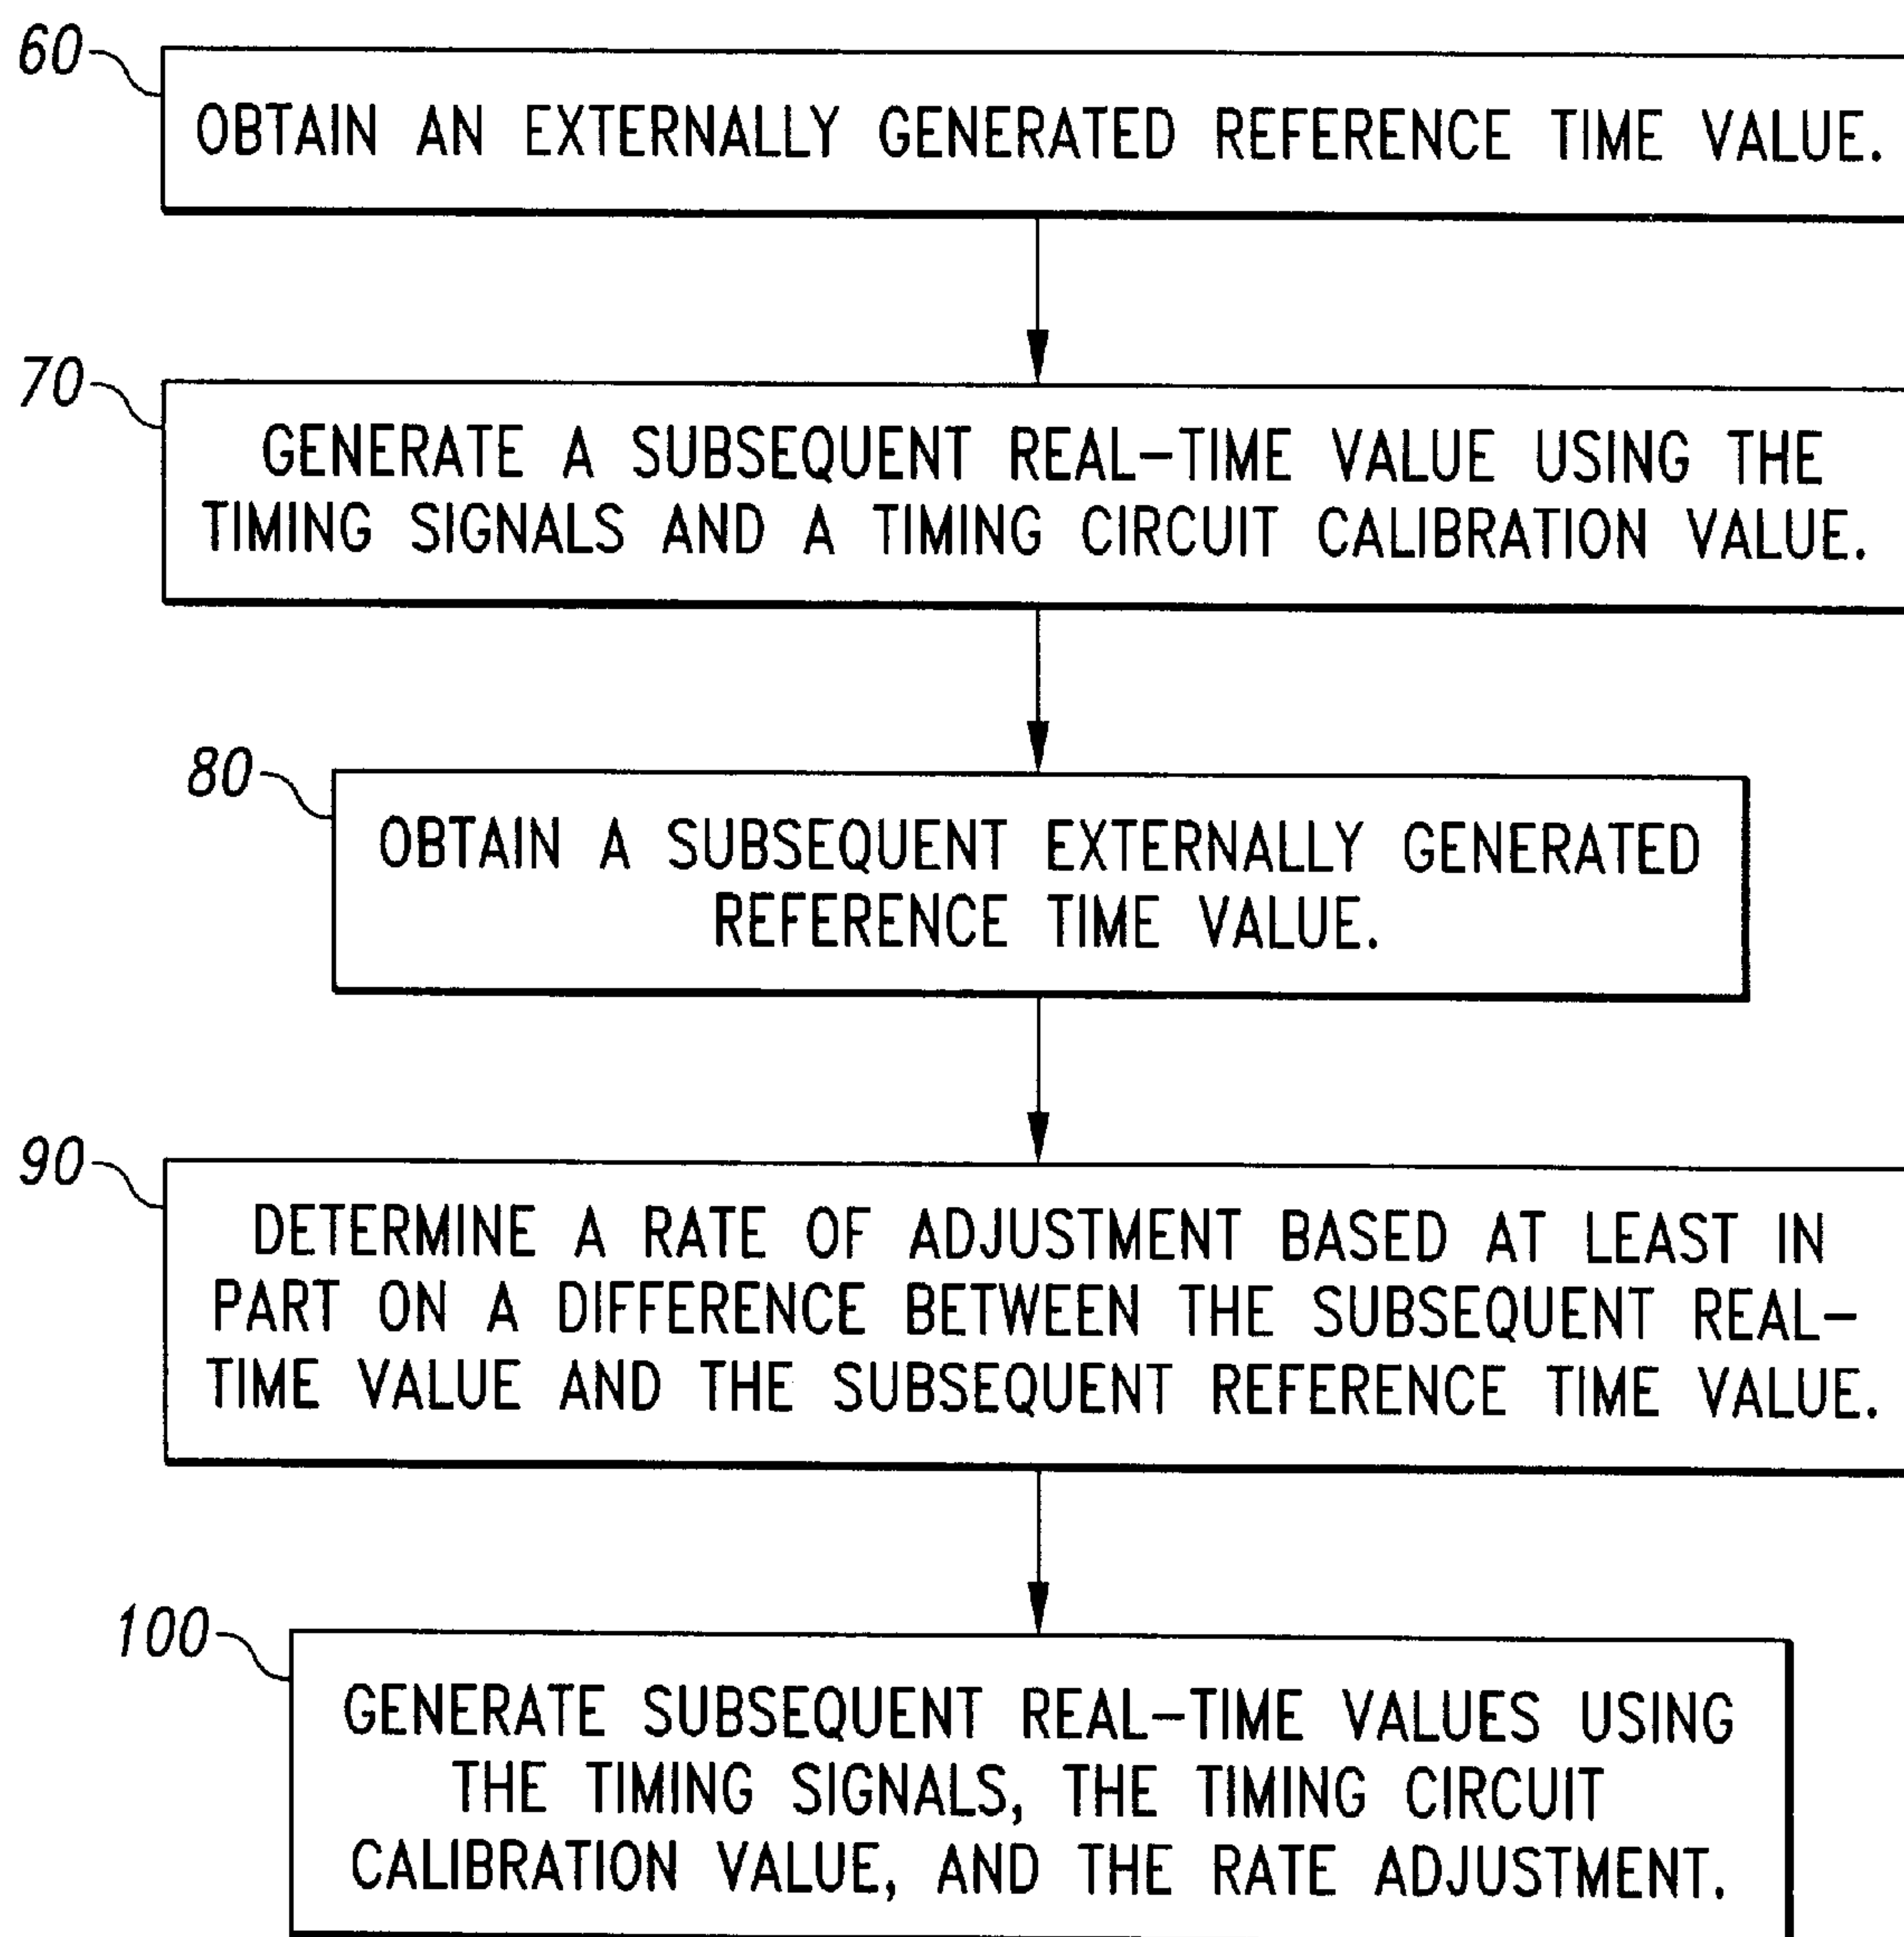 60
OBTAIN AN EXTERNALLY GENERATED REFERENCE TIME VALUE.
70
GENERATE A SUBSEQUENT REAL-TIME VALUE USING THE
TIMING SIGNALS AND A TIMING CIRCUIT CALIBRATION VALUE.
80
OBTAIN A SUBSEQUENT EXTERNALLY GENERATED
REFERENCE TIME VALUE.
90
DETERMINE A RATE OF ADJUSTMENT BASED AT LEAST IN
PART ON A DIFFERENCE BETWEEN THE SUBSEQUENT REAL-
TIME VALUE AND THE SUBSEQUENT REFERENCE TIME VALUE.
100
GENERATE SUBSEQUENT REAL-TIME VALUES USING
THE TIMING SIGNALS, THE TIMING CIRCUIT
CALIBRATION VALUE, AND THE RATE ADJUSTMENT.